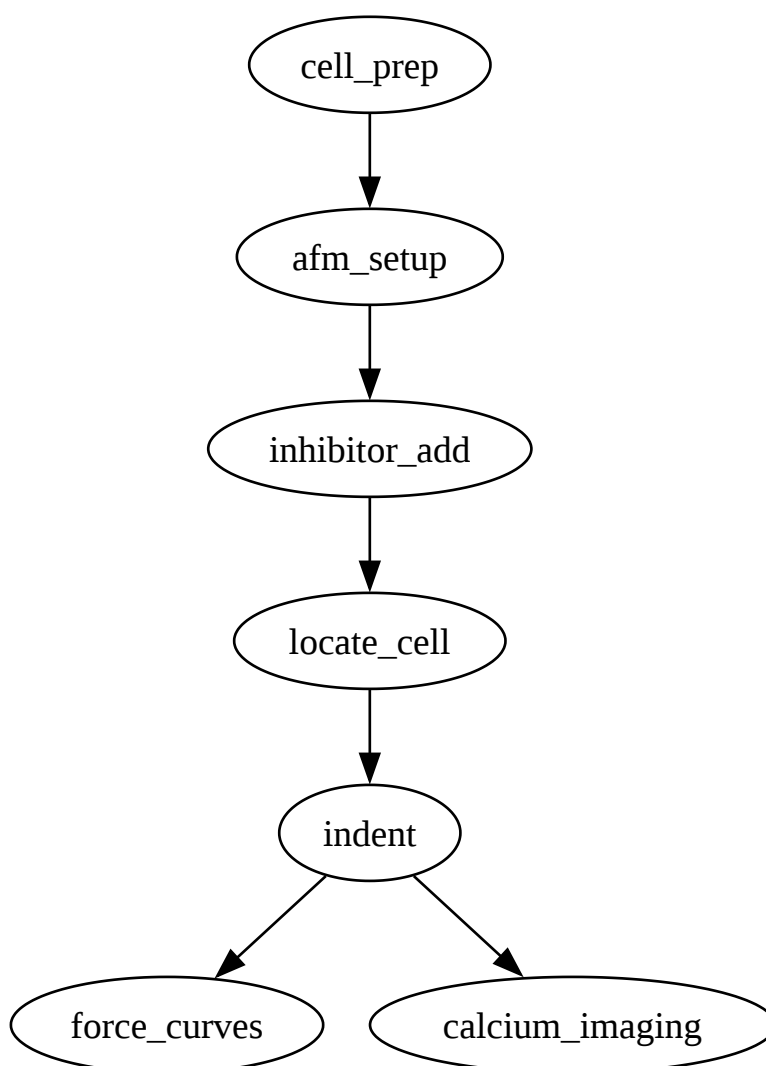 cell_prep
afm_setup
inhibitor_add
locate_cell
indent
force_curves
calcium_imaging